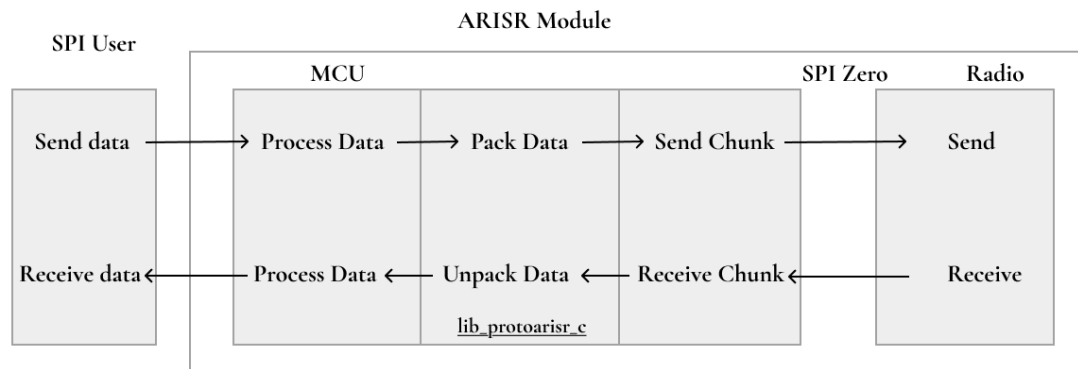 ARISR Module
SPI User
MCU
SPI Zero
Radio
Send data
Process Data
Pack Data
Send Chunk
Send
Receive data
Process Data
Unpack Data
Receive Chunk
Receive
lib_protoarisr_c